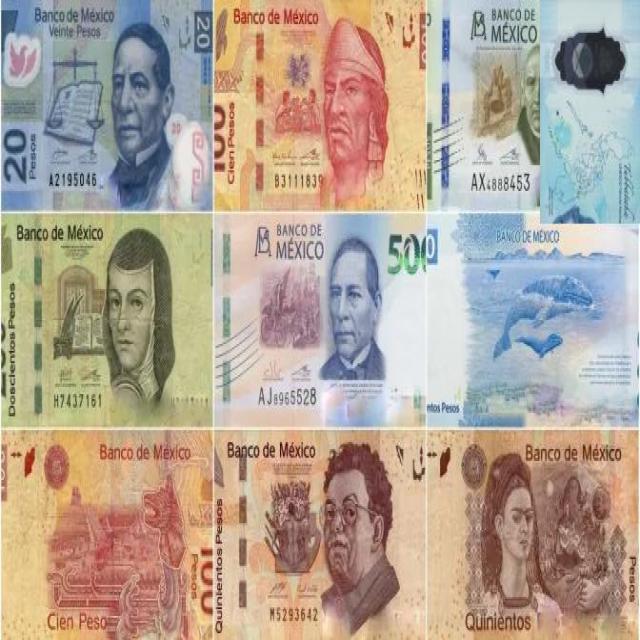 Banco de México
Veinte Pesos
20
20
Pesos
A2195046
Banco de México
100
Cien Pesos
B3111839
BANCO DE
MÉXICO
AX4888453
Banco de México
Doscientos Pesos
H7437161
BANCO DE
MÉXICO
500
AJ8965528
BANCO DE MÉXICO
ntos Pesos
Banco de México
Cien Peso
100
Pesos
Banco de México
Quinientos Pesos
M5293642
Banco de México
Quinientos
Pesos